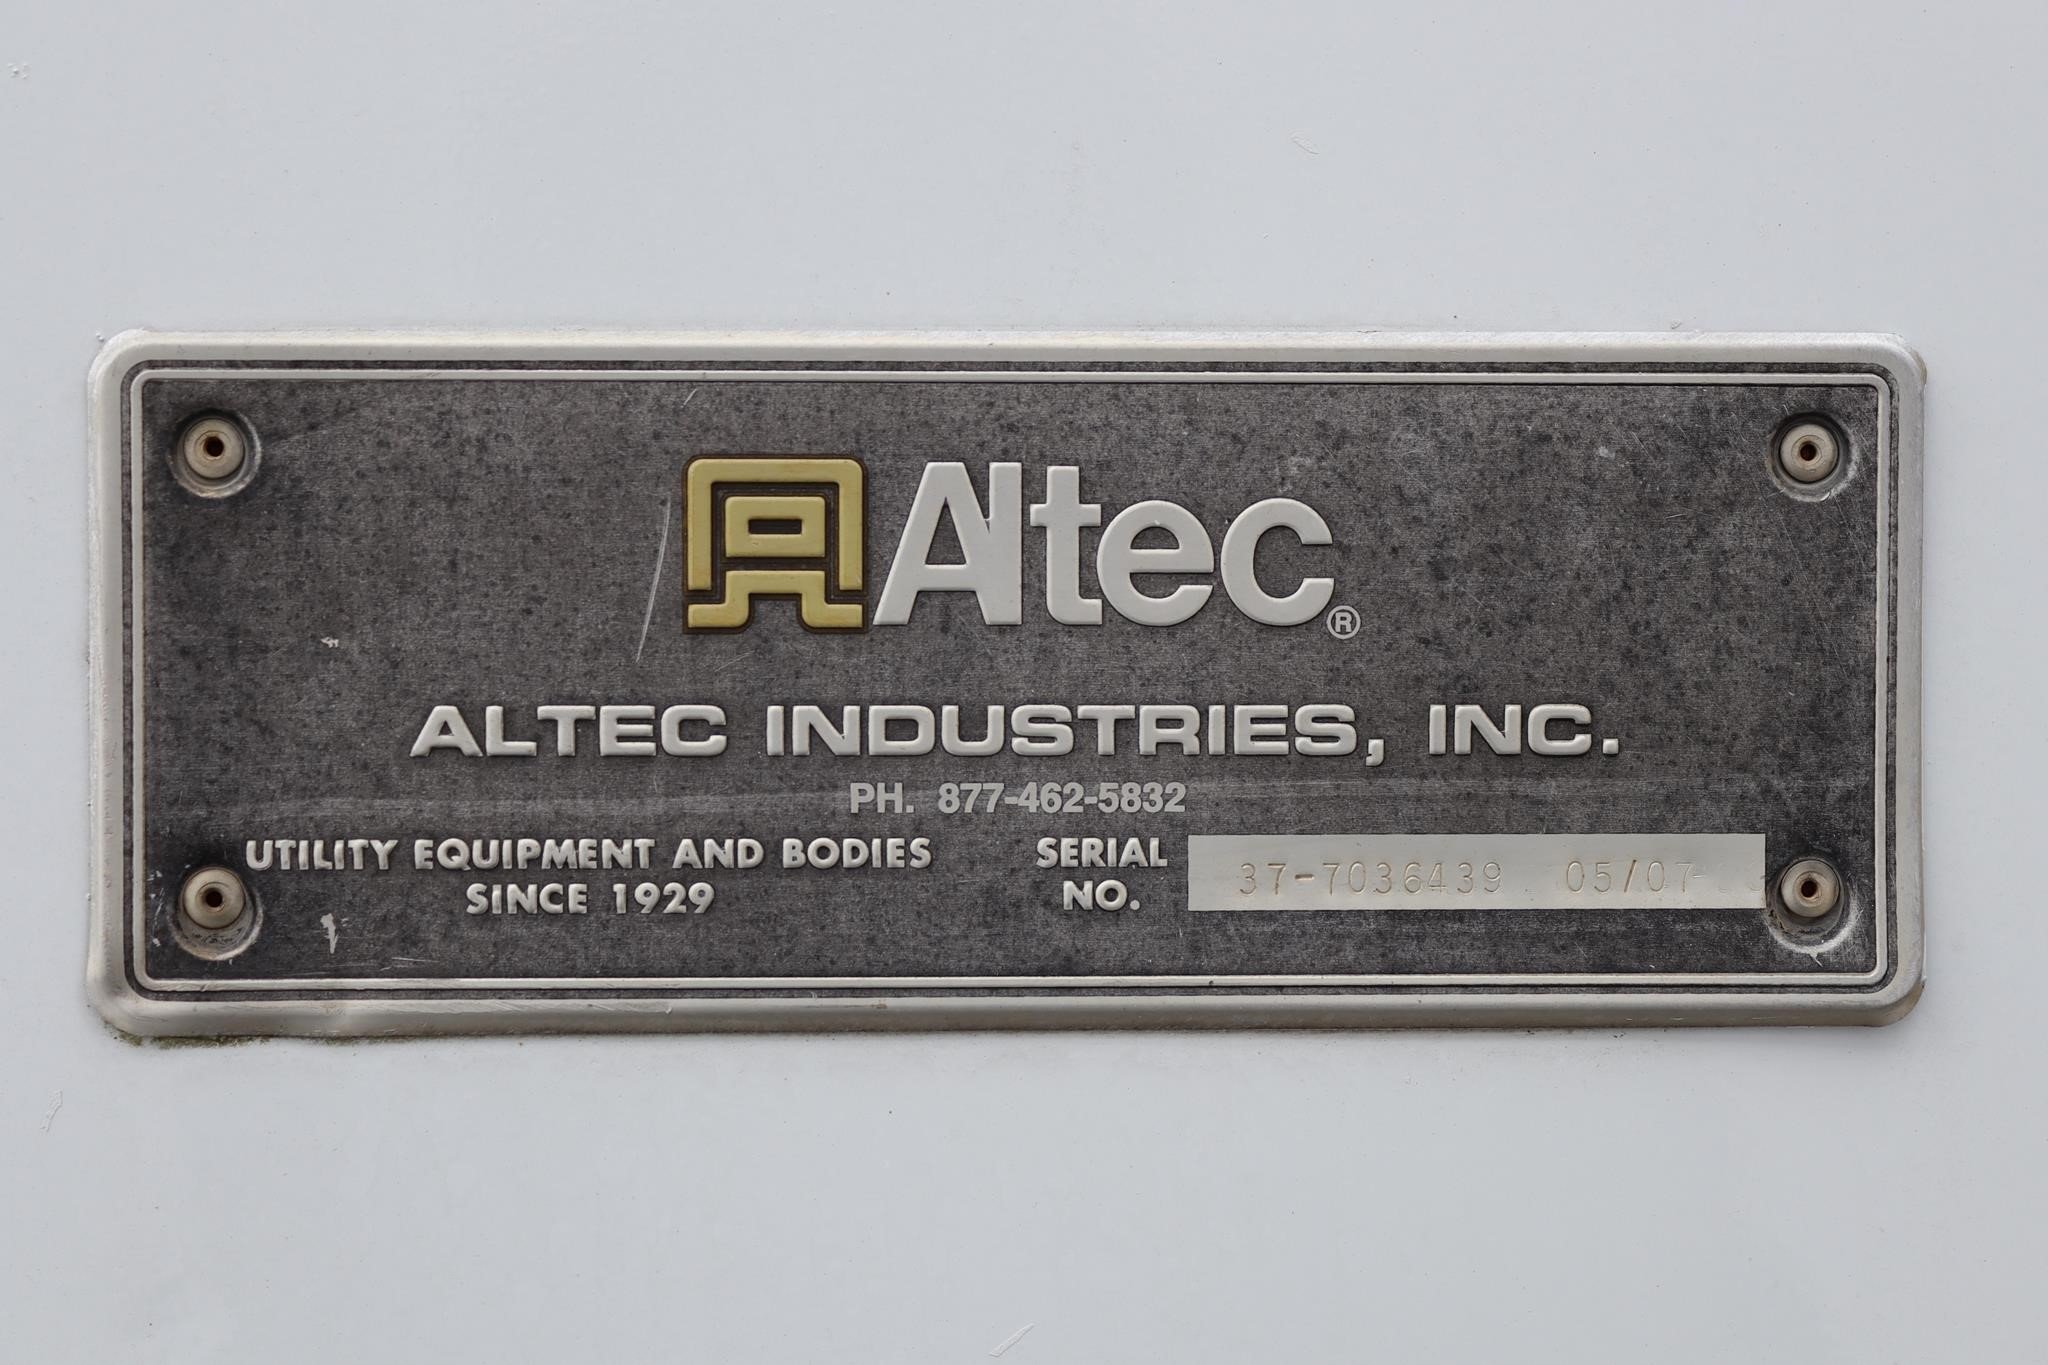 Altec®
ALTEC INDUSTRIES, INC.
PH. 877-462-5832
UTILITY EQUIPMENT AND BODIES
SINCE 1929
SERIAL
NO.
37-7036439 05/07